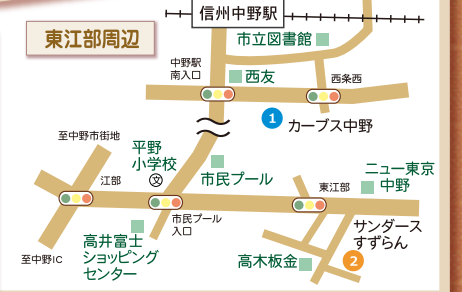 信州中野駅
東江部周辺
市立図書館
中野駅
南入口
西友
西条西
1
カーブス中野
至中野市街地
平野
小学校
文
江部
市民プール
東江部
ニュー東京
中野
市民プール
入口
サンダース
すずらん
高井富士
ショッピング
センター
至中野IC
高木板金
2